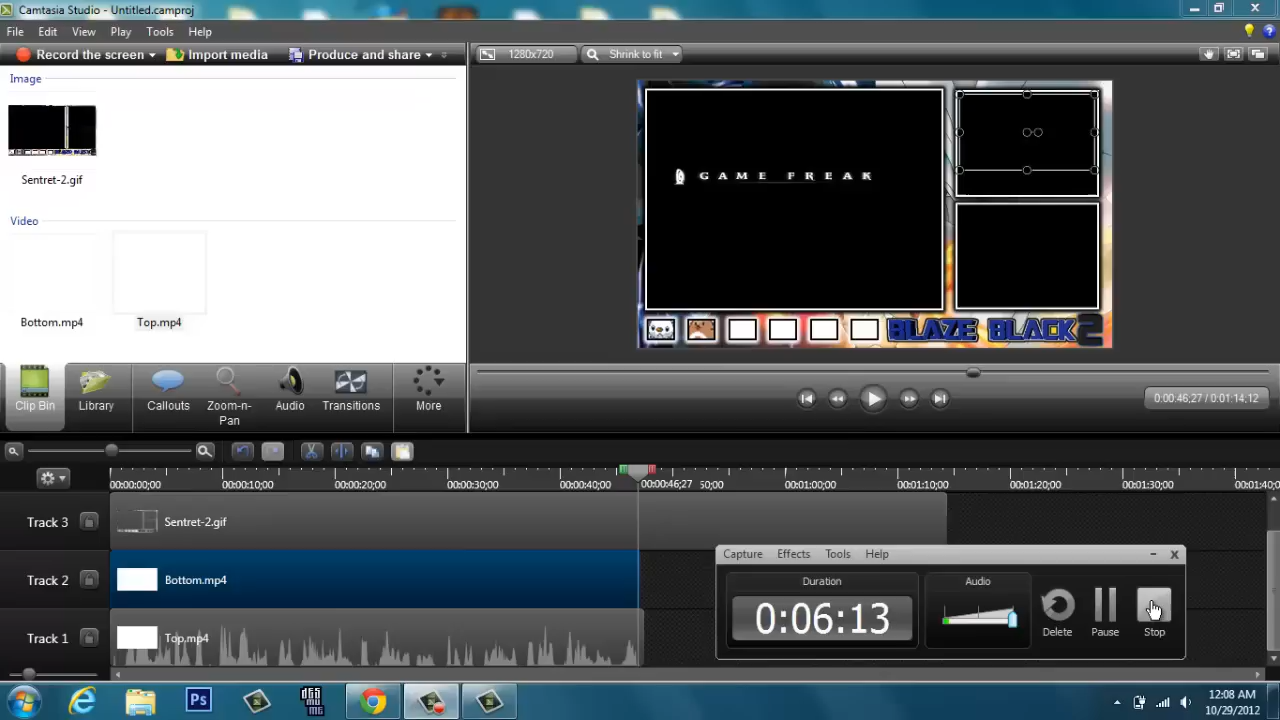 Camtasia Studio - Untitled.camproj
File Edit View Play Tools Help
Record the screen Import media Produce and share
1280x720 Shrink to fit
Image
Sentret-2.gif
Video
Bottom.mp4 Top.mp4
GAME FREAK
BLAZE BLACK 2
Clip Bin Library Callouts Zoom-n-Pan Audio Transitions More
0:00:46,27 / 0:01:14,12
00:00:00;00 00:00:10;00 00:00:20;00 00:00:30;00 00:00:40;00 00:00:46;27 50;00 00:01:00;00 00:01:10;00 00:01:20;00 00:01:30;00 00:01:40;0
Track 3 Sentret-2.gif
Track 2 Bottom.mp4
Track 1 Top.mp4
Capture Effects Tools Help
Duration Audio
0:06:13
Delete Pause Stop
Ps
12:08 AM
10/29/2012